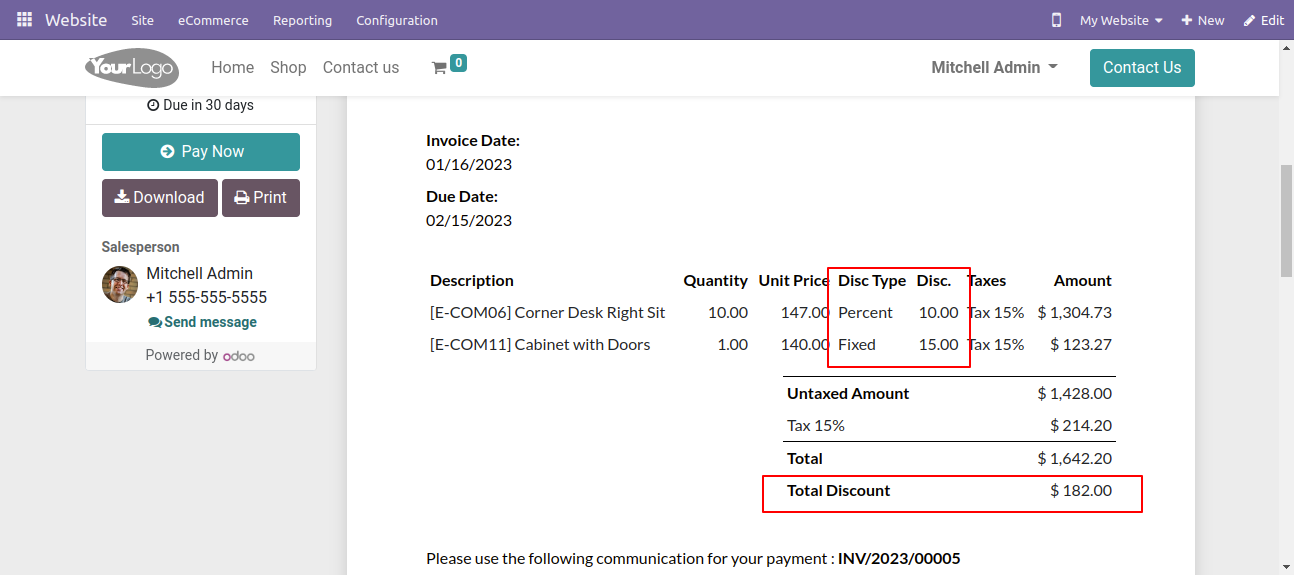 Website Site eCommerce Reporting Configuration My Website New Edit
YourLogo Home Shop Contact us 0 Mitchell Admin Contact Us
Due in 30 days
Pay Now
Download Print
Salesperson
Mitchell Admin
+1 555-555-5555
Send message
Powered by odoo
Invoice Date:
01/16/2023
Due Date:
02/15/2023
Description Quantity Unit Price Disc Type Disc. Taxes Amount
[E-COM06] Corner Desk Right Sit 10.00 147.00 Percent 10.00 Tax 15% $ 1,304.73
[E-COM11] Cabinet with Doors 1.00 140.00 Fixed 15.00 Tax 15% $ 123.27
Untaxed Amount $ 1,428.00
Tax 15% $ 214.20
Total $ 1,642.20
Total Discount $ 182.00
Please use the following communication for your payment : INV/2023/00005